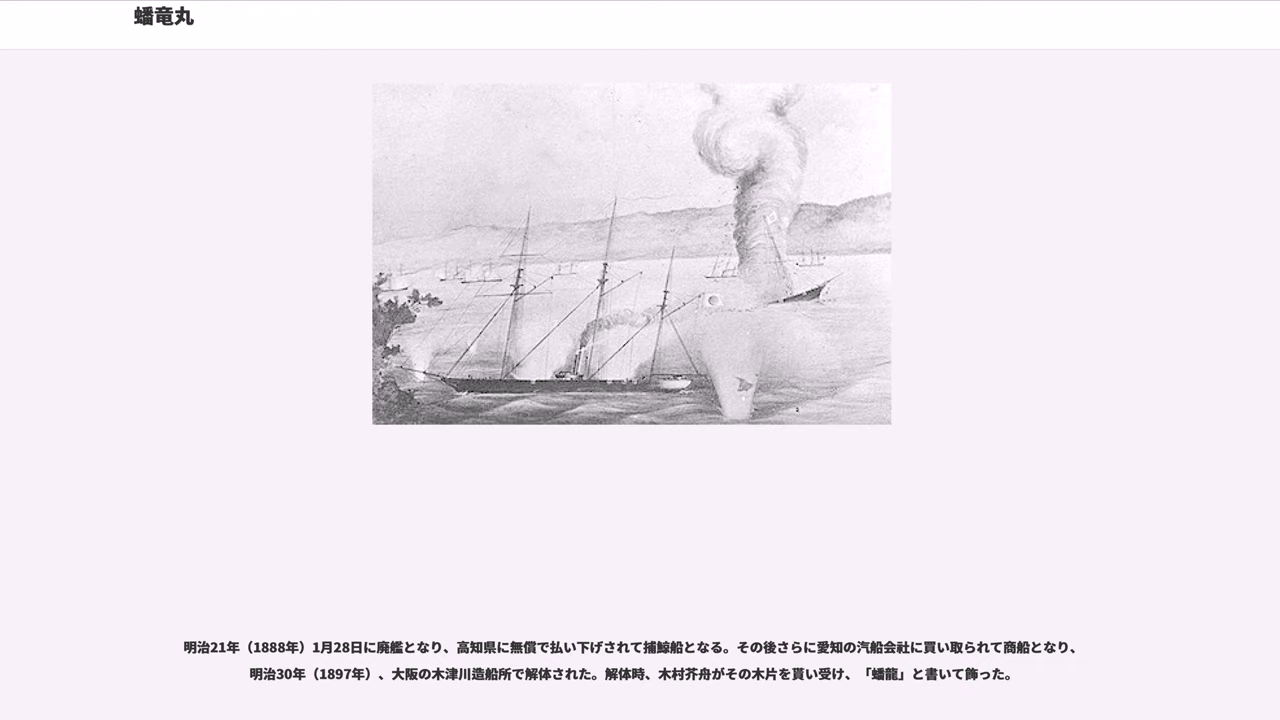 蟠竜丸
明治21年（1888年）1月28日に廃艦となり、高知県に無償で払い下げされて捕鯨船となる。その後さらに愛知の汽船会社に買い取られて商船となり、
明治30年（1897年）、大阪の木津川造船所で解体された。解体時、木村芥舟がその木片を貰い受け、「蟠龍」と書いて飾った。